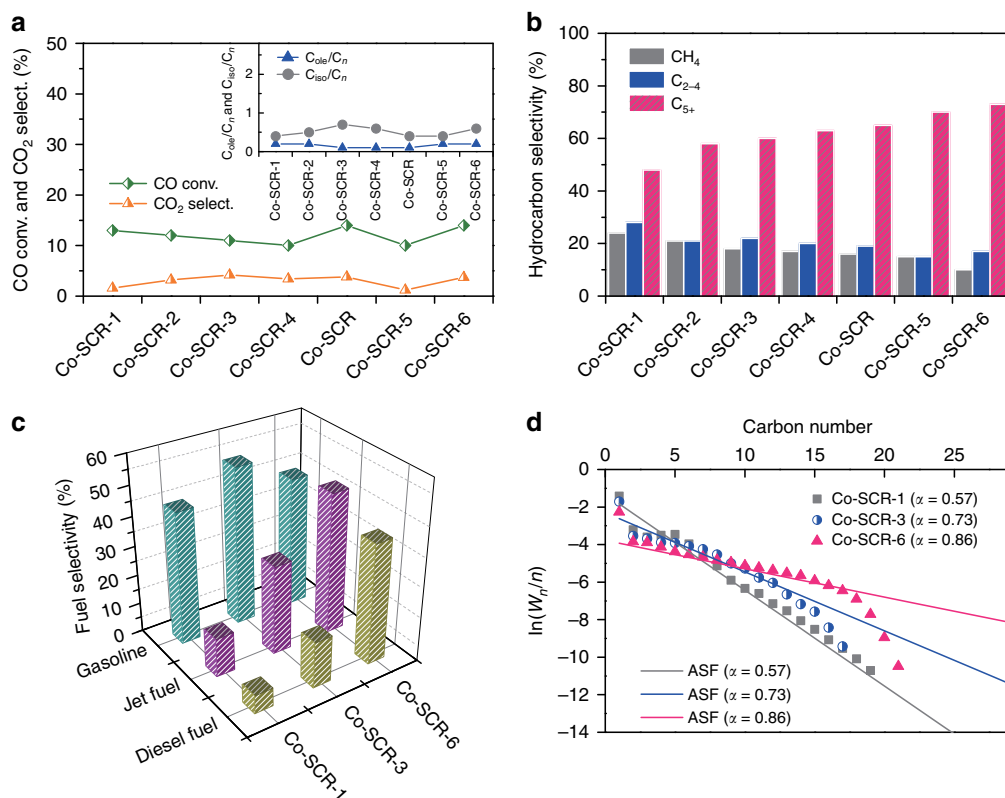 a
CO conv. and CO2 select. (%)
50
40
30
20
10
0
CO conv.
CO2 select.
Cole/Cn and Ciso/Cn
2
1
0
Cole/Cn
Ciso/Cn
Co-SCR-1
Co-SCR-2
Co-SCR-3
Co-SCR-4
Co-SCR
Co-SCR-5
Co-SCR-6
Co-SCR-1
Co-SCR-2
Co-SCR-3
Co-SCR-4
Co-SCR
Co-SCR-5
Co-SCR-6
b
Hydrocarbon selectivity (%)
100
80
60
40
20
0
CH4
C2–4
C5+
Co-SCR-1
Co-SCR-2
Co-SCR-3
Co-SCR-4
Co-SCR
Co-SCR-5
Co-SCR-6
c
Fuel selectivity (%)
60
50
40
30
20
10
0
Gasoline
Jet fuel
Diesel fuel
Co-SCR-1
Co-SCR-3
Co-SCR-6
d
Carbon number
0 5 10 15 20 25
ln(Wn/n)
0
−2
−4
−6
−8
−10
−12
−14
Co-SCR-1 (α = 0.57)
Co-SCR-3 (α = 0.73)
Co-SCR-6 (α = 0.86)
ASF (α = 0.57)
ASF (α = 0.73)
ASF (α = 0.86)